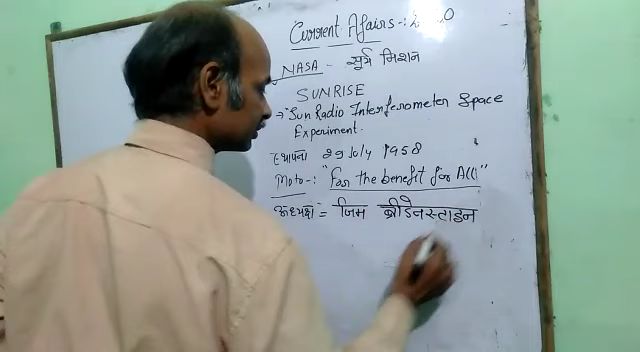 Current Afairs-:
NASA - सूर्य मिशन
SUNRISE
→ "Sun Radio Interferometer Space
Experiment.
स्थापना 29 July 1958
Moto-: "For the benefit for All"
अध्यक्ष = जिम ब्रीडेनस्टाइन